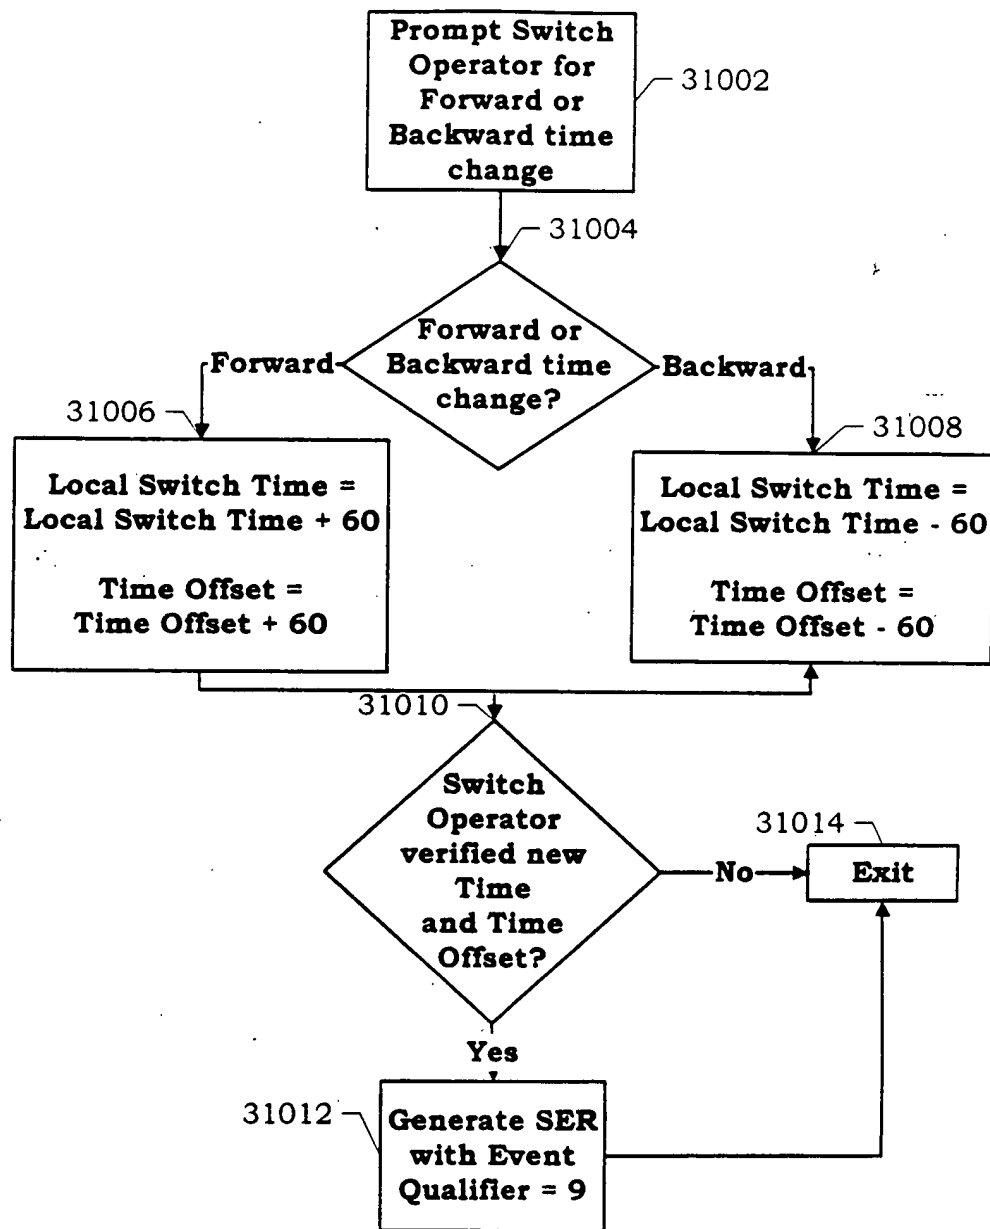 Prompt Switch
Operator for
Forward or
Backward time
change
31002
31004
Forward or
Backward time
change?
Forward
Backward
31006
31008
Local Switch Time =
Local Switch Time + 60
Time Offset =
Time Offset + 60
Local Switch Time =
Local Switch Time - 60
Time Offset =
Time Offset - 60
31010
Switch
Operator
verified new
Time
and Time
Offset?
No
31014
Exit
Yes
31012
Generate SER
with Event
Qualifier = 9